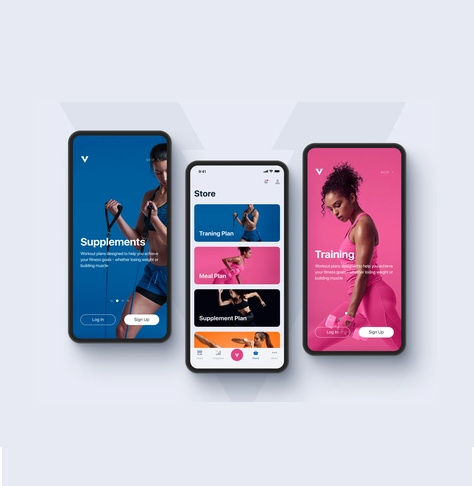 Supplements
Workout plans designed to help you achieve
your fitness goals - whether losing weight or
building muscle
Log In
Sign Up
9:41
Store
Traning Plan
Meal Plan
Supplement Plan
Store
Training
Workout plans designed to help you achieve
your fitness goals - whether losing weight or
building muscle
Log In
Sign Up